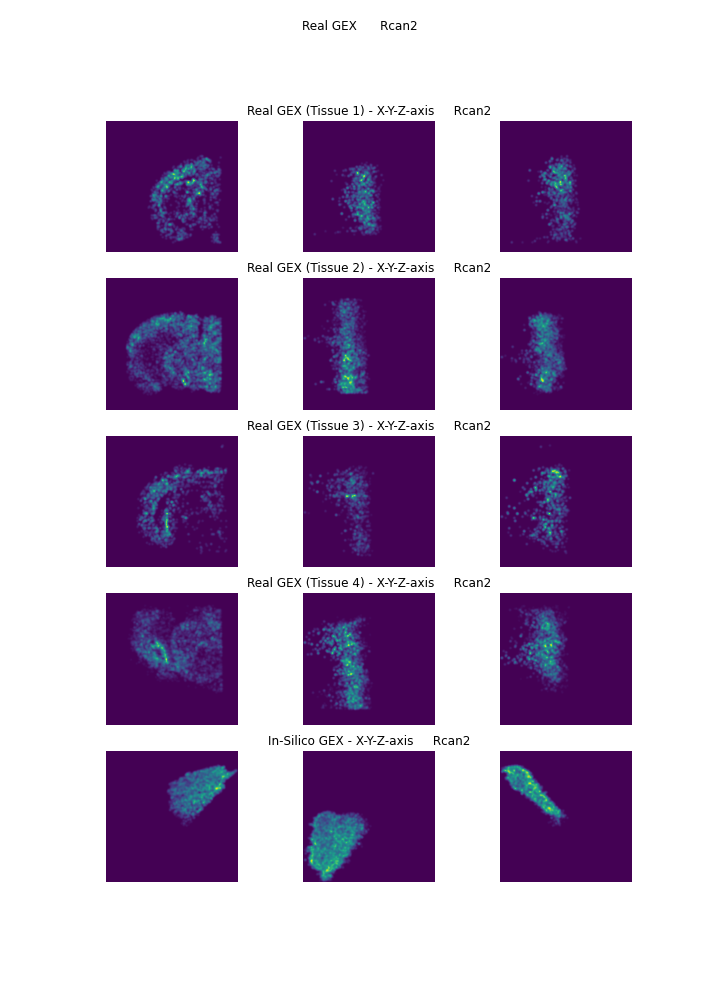 Real GEX Rcan2
Real GEX (Tissue 1) - X-Y-Z-axis Rcan2
Real GEX (Tissue 2) - X-Y-Z-axis Rcan2
Real GEX (Tissue 3) - X-Y-Z-axis Rcan2
Real GEX (Tissue 4) - X-Y-Z-axis Rcan2
In-Silico GEX - X-Y-Z-axis Rcan2